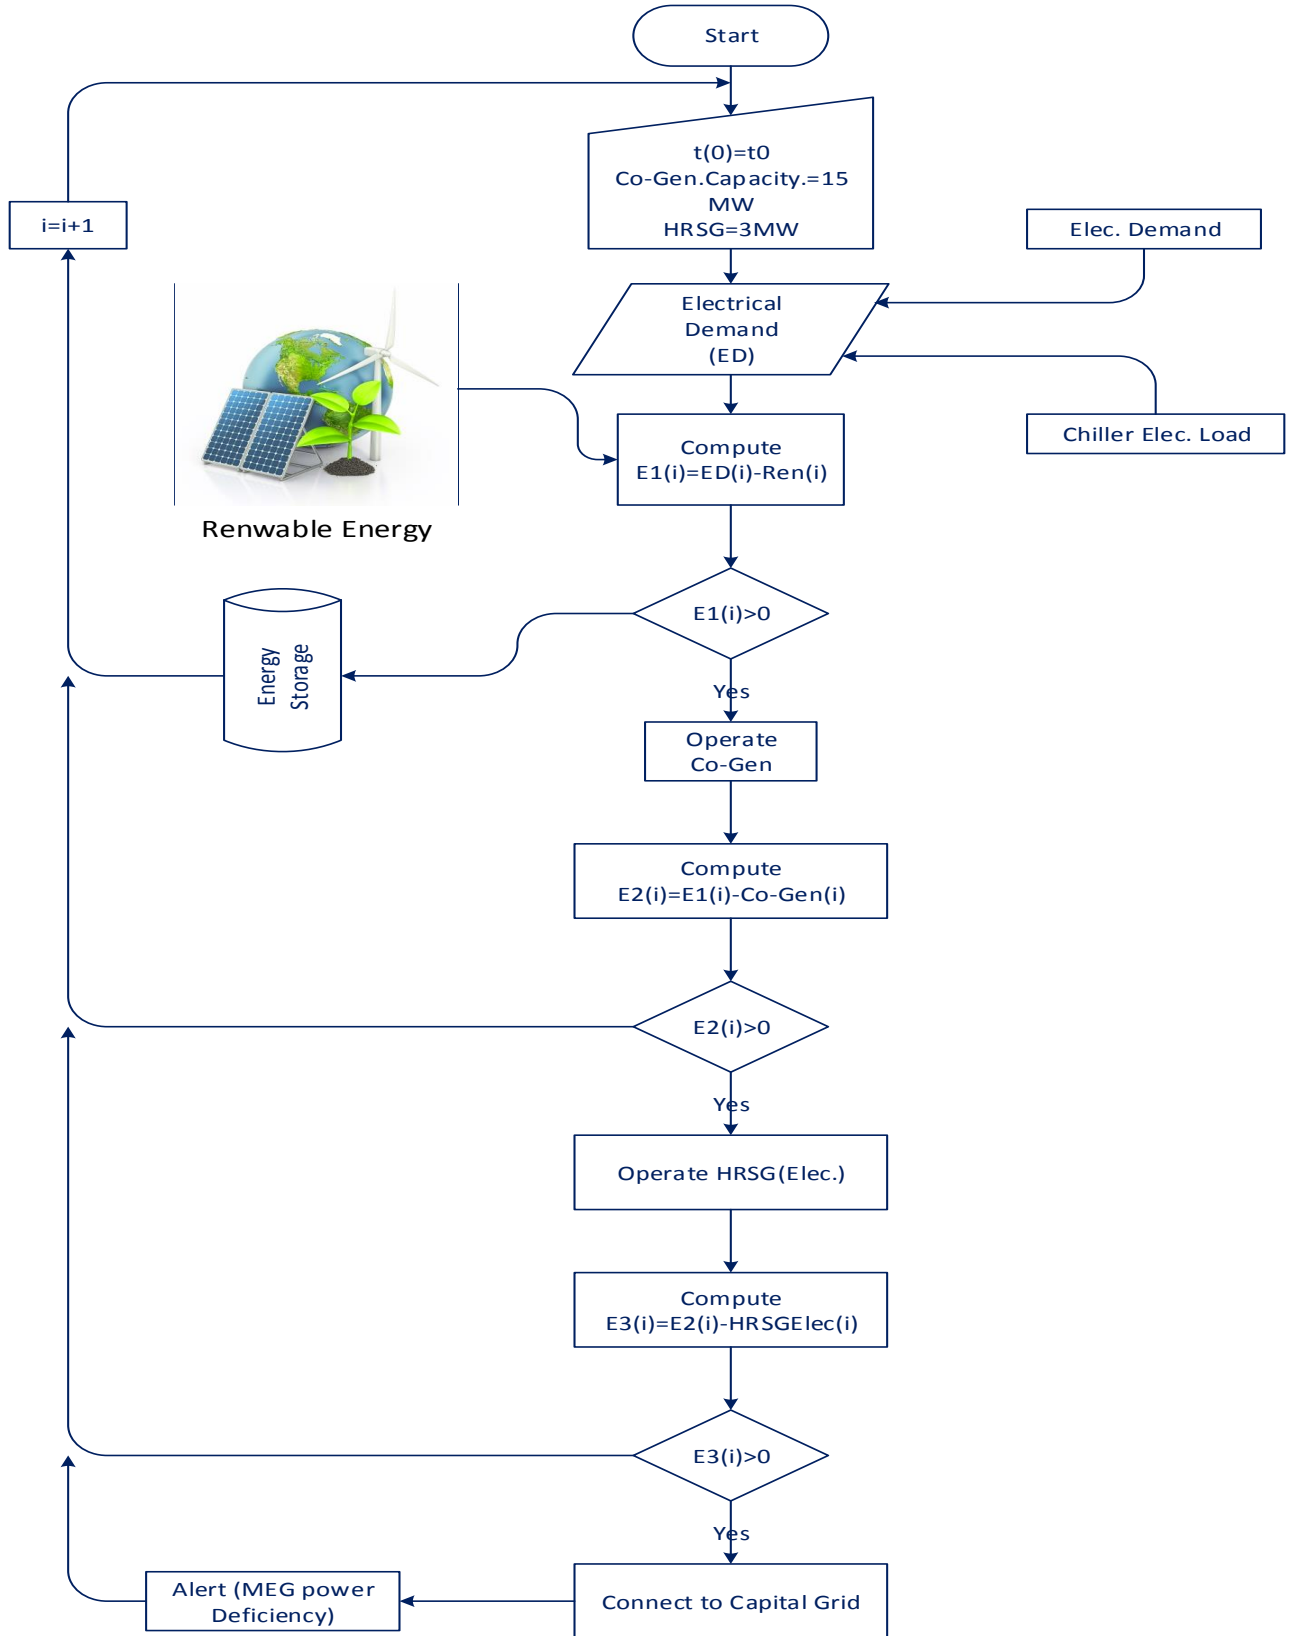 Start
t(0)=t0
Co-Gen.Capacity.=15
MW
HRSG=3MW
i=i+1
Elec. Demand
Electrical
Demand
(ED)
Chiller Elec. Load
Compute
E1(i)=ED(i)-Ren(i)
Renwable Energy
E1(i)>0
Energy
Storage
Yes
Operate
Co-Gen
Compute
E2(i)=E1(i)-Co-Gen(i)
E2(i)>0
Yes
Operate HRSG(Elec.)
Compute
E3(i)=E2(i)-HRSGElec(i)
E3(i)>0
Yes
Alert (MEG power
Deficiency)
Connect to Capital Grid